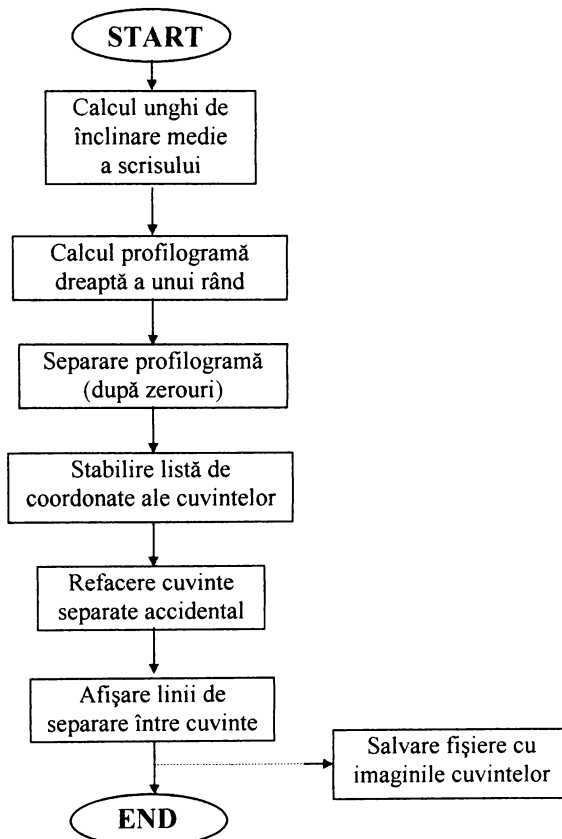 START
Calcul unghi de
înclinare medie
a scrisului
Calcul profilogramă
dreaptă a unui rând
Separare profilogramă
(după zerouri)
Stabilire listă de
coordonate ale cuvintelor
Refacere cuvinte
separate accidental
Afişare linii de
separare între cuvinte
Salvare fişiere cu
imaginile cuvintelor
END